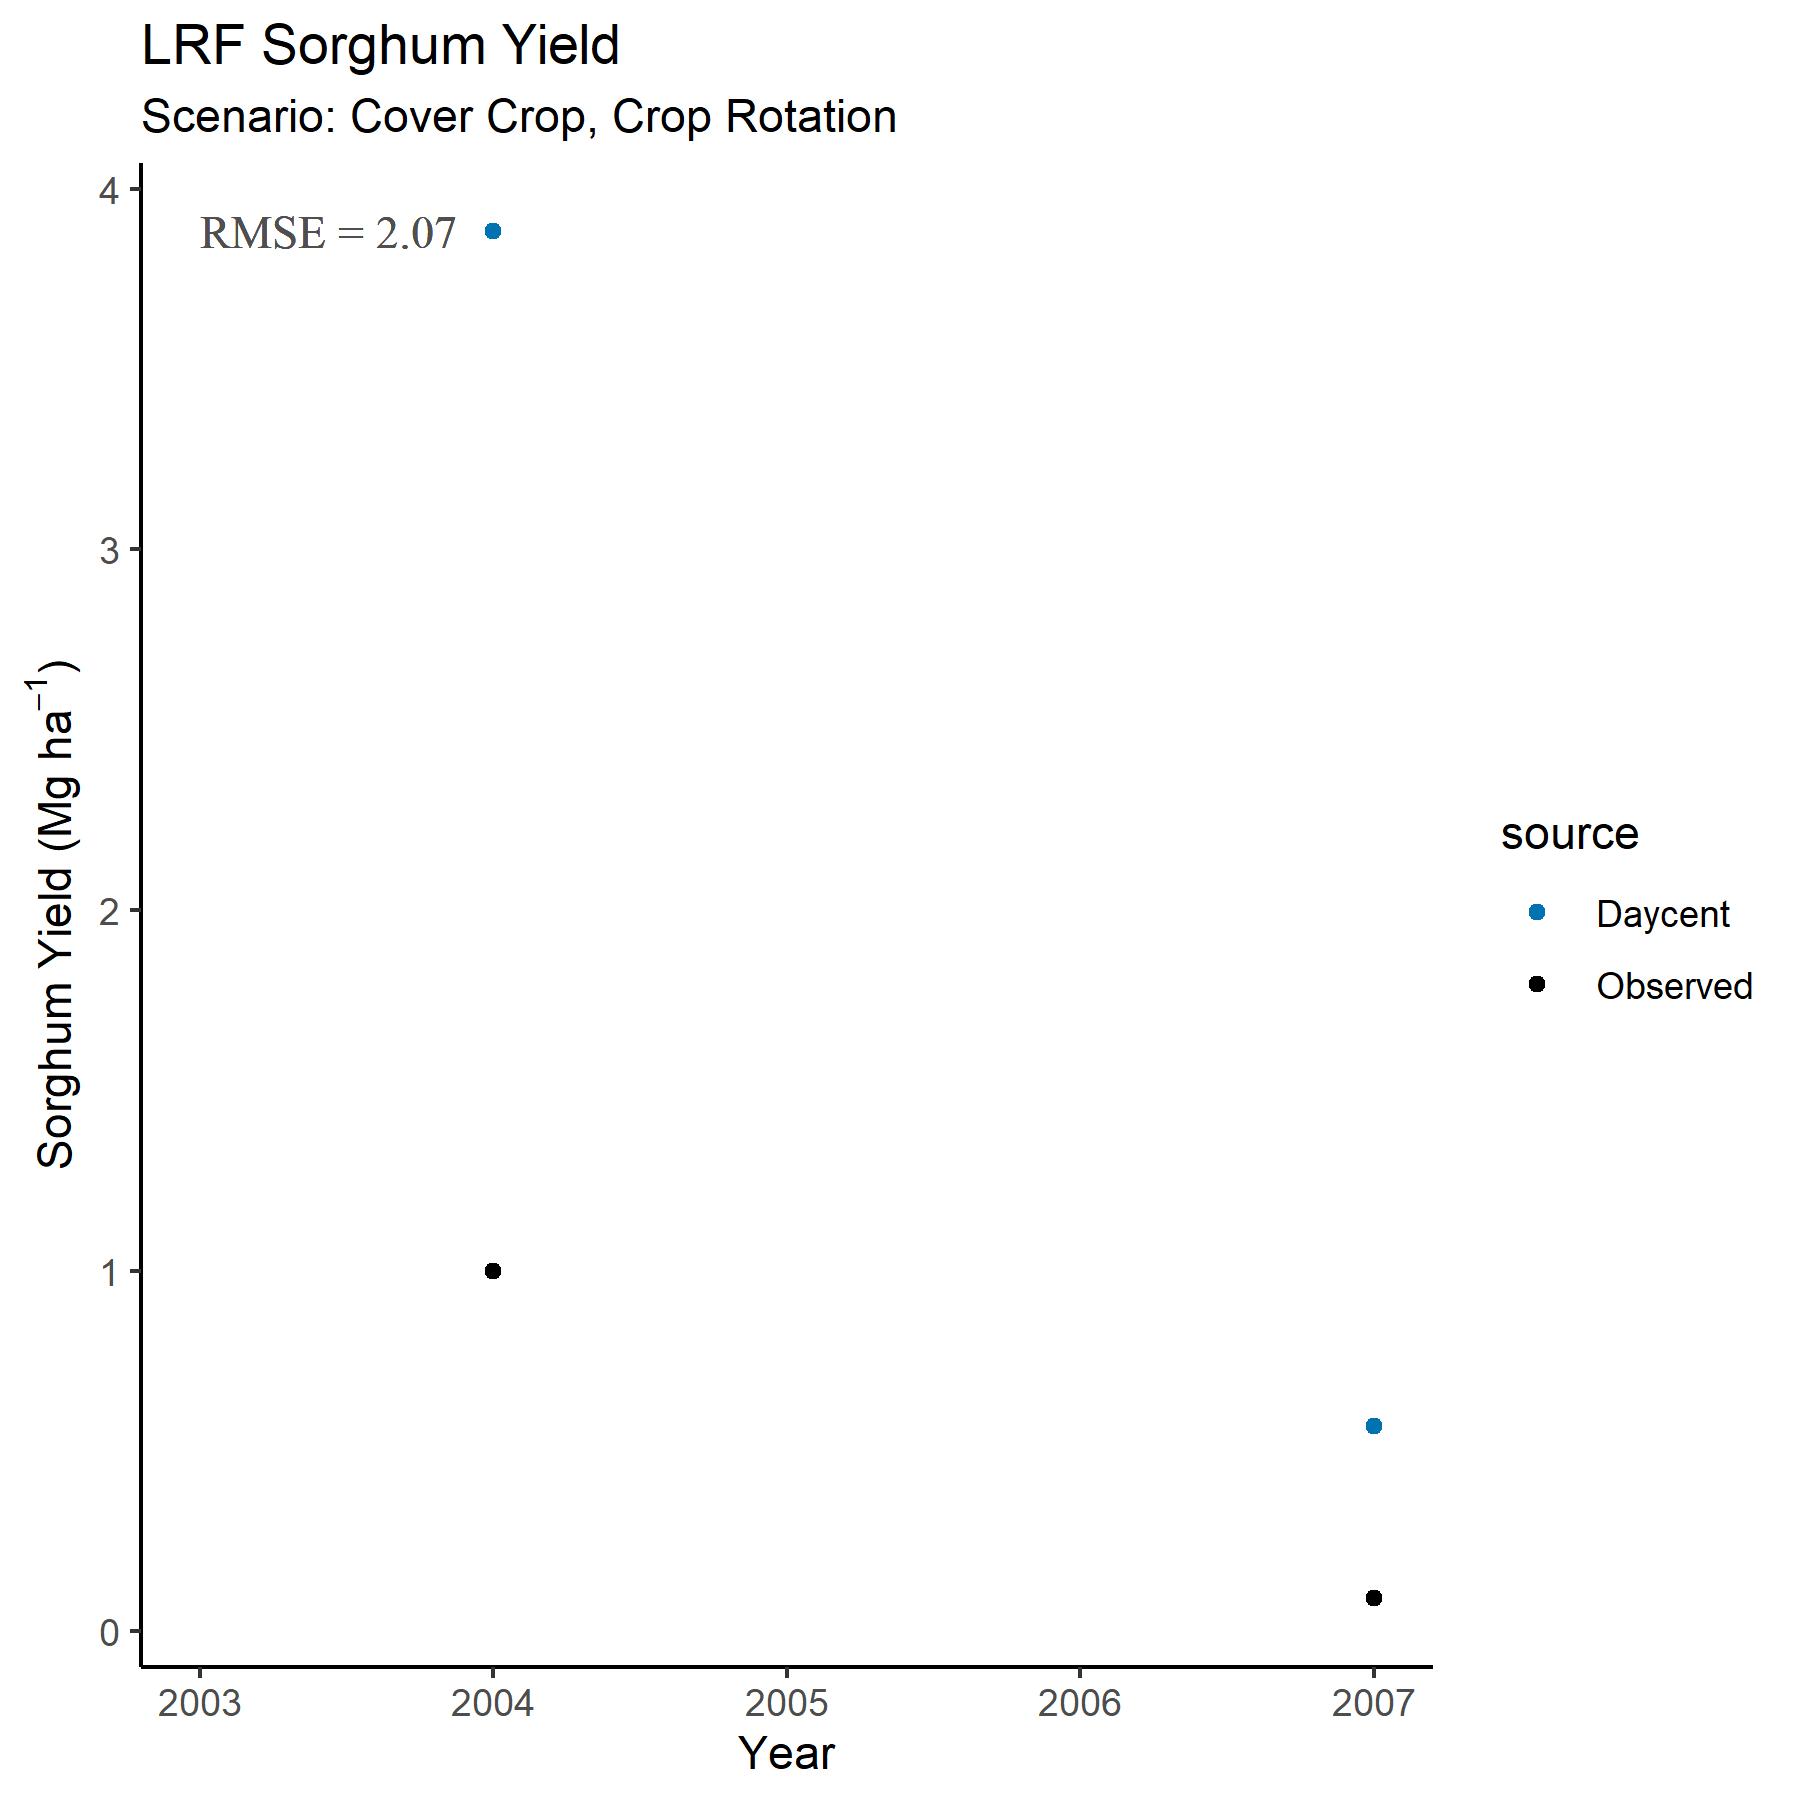 LRF Sorghum Yield
Scenario: Cover Crop, Crop Rotation
RMSE = 2.07
4
3
2
1
0
Sorghum Yield (Mg ha⁻¹)
2003 2004 2005 2006 2007
Year
source
Daycent
Observed